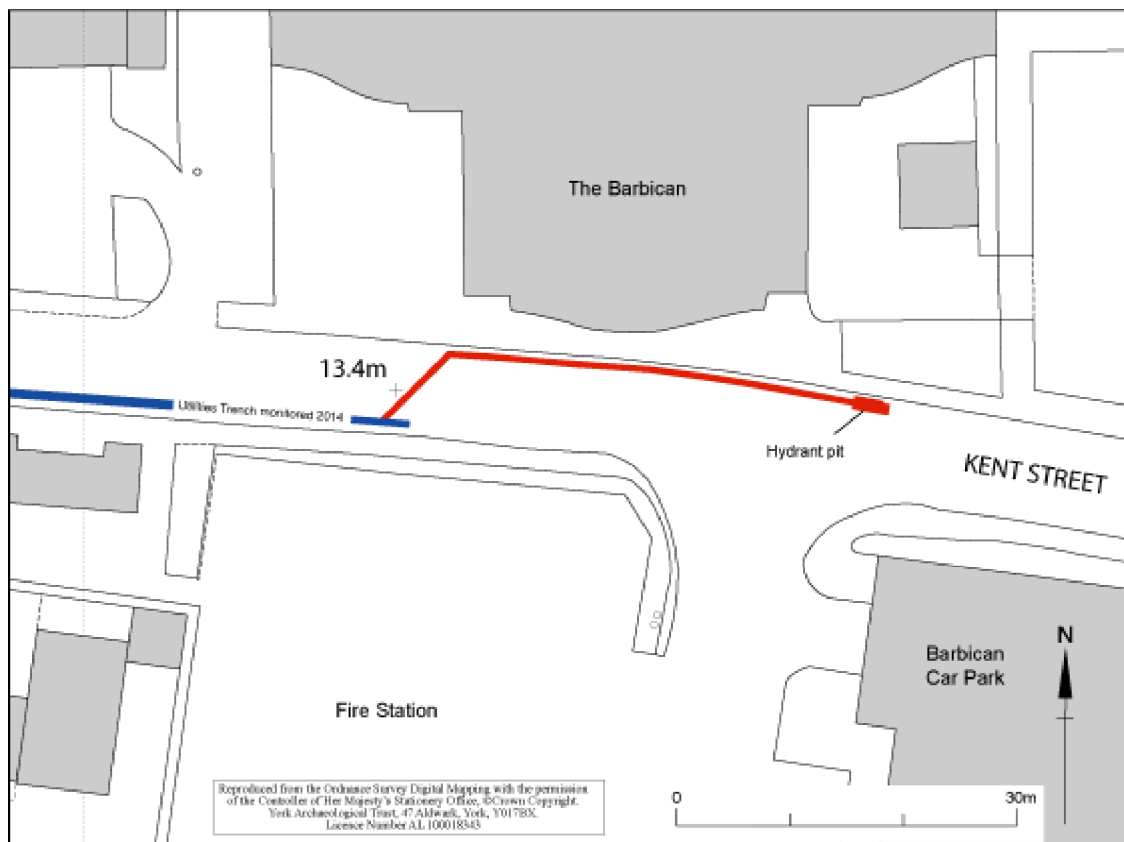 The Barbican
13.4m
Utilities Trench monitored 2014
Hydrant pit
KENT STREET
N
Barbican
Car Park
Fire Station
Reproduced from the Ordnance Survey Digital Mapping with the permission
of the Controller of Her Majesty's Stationery Office, ©Crown Copyright.
York Archaeological Trust, 47 Aldwark, York, YO17BX.
Licence Number AL 100018343
0 30m